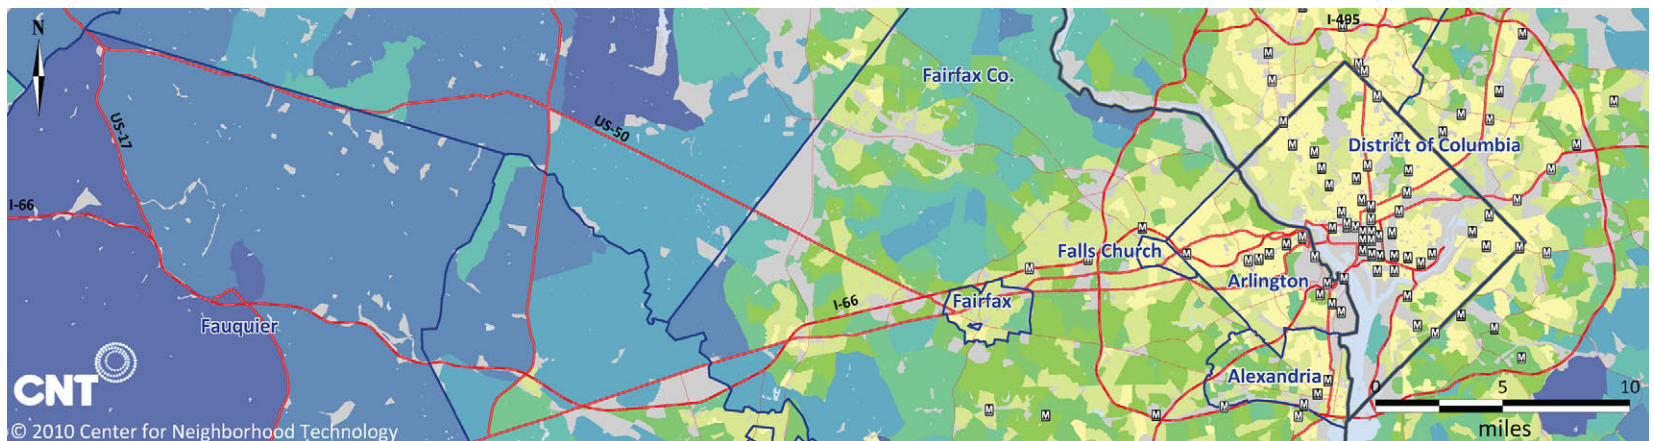 N
I-495
Fairfax Co.
US-17
US-50
District of Columbia
I-66
Falls Church
Arlington
I-66
Fairfax
Fauquier
CNT
Alexandria
0 5 10
miles
© 2010 Center for Neighborhood Technology